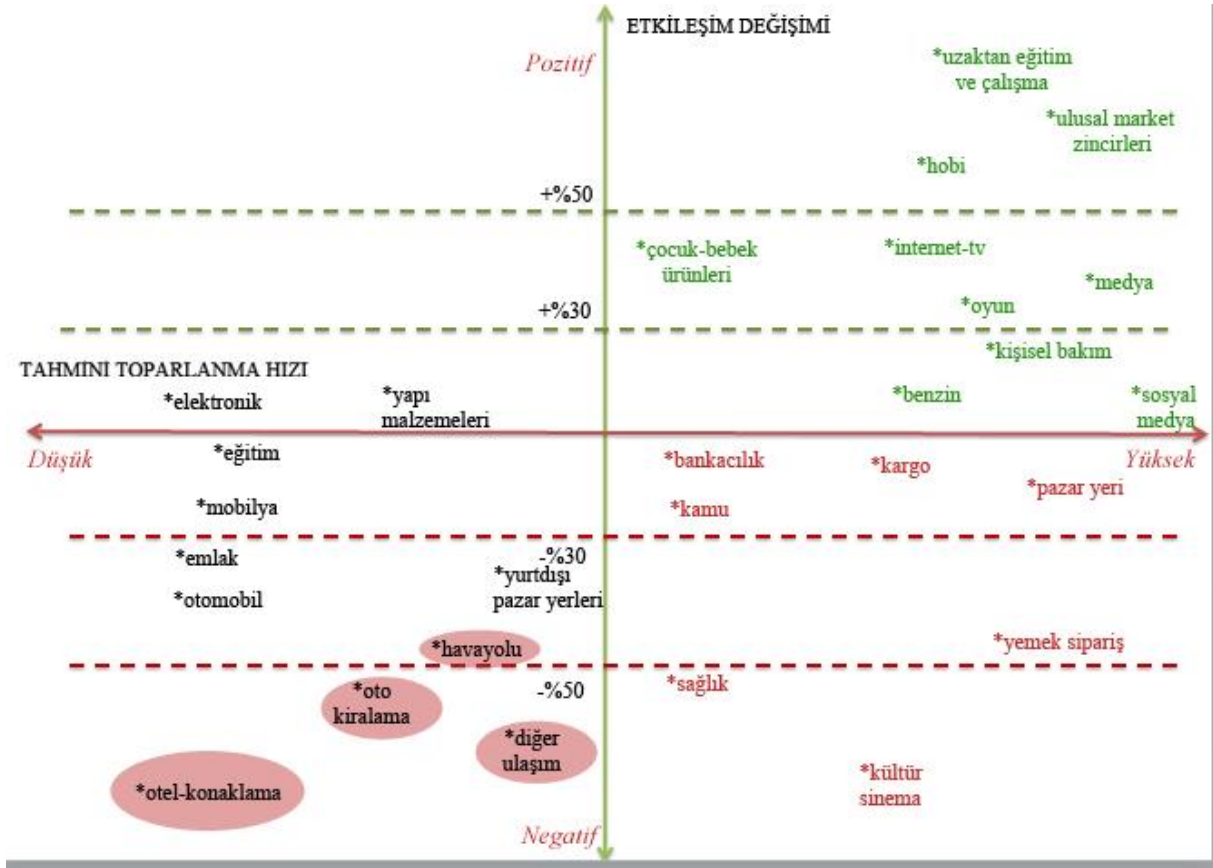 ETKİLEŞİM DEĞİŞİMİ
Pozitif
*uzaktan eğitim
ve çalışma
*ulusal market
zincirleri
*hobi
+%50
*çocuk-bebek
ürünleri
*internet-tv
*medya
+%30
*oyun
*kişisel bakım
TAHMİNİ TOPARLANMA HIZI
*elektronik
*yapı
malzemeleri
*benzin
*sosyal
medya
Düşük
*eğitim
*bankacılık
*kargo
Yüksek
*pazar yeri
*mobilya
*kamu
*emlak
-%30
*yurtdışı
pazar yerleri
*otomobil
*havayolu
*yemek sipariş
*oto
kiralama
-%50
*sağlık
*diğer
ulaşım
*otel-konaklama
*kültür
sinema
Negatif